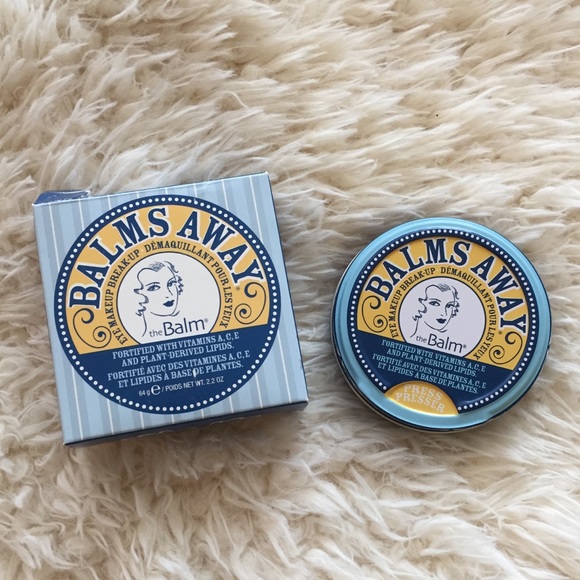 BALMS AWAY®
EYE MAKEUP BREAK-UP DÉMAQUILLANT POUR LES YEUX
theBalm®
FORTIFIED WITH VITAMINS A, C, E
AND PLANT-DERIVED LIPIDS.
FORTIFIÉ AVEC DES VITAMINES A, C, E
ET LIPIDES À BASE DE PLANTES.
64 g e / POIDS NET WT. 2.2 OZ
BALMS AWAY®
EYE MAKEUP BREAK-UP DÉMAQUILLANT POUR LES YEUX
theBalm®
FORTIFIED WITH VITAMINS A, C, E
AND PLANT-DERIVED LIPIDS.
FORTIFIÉ AVEC DES VITAMINES A, C, E
ET LIPIDES À BASE DE PLANTES.
PRESS
PRESSER